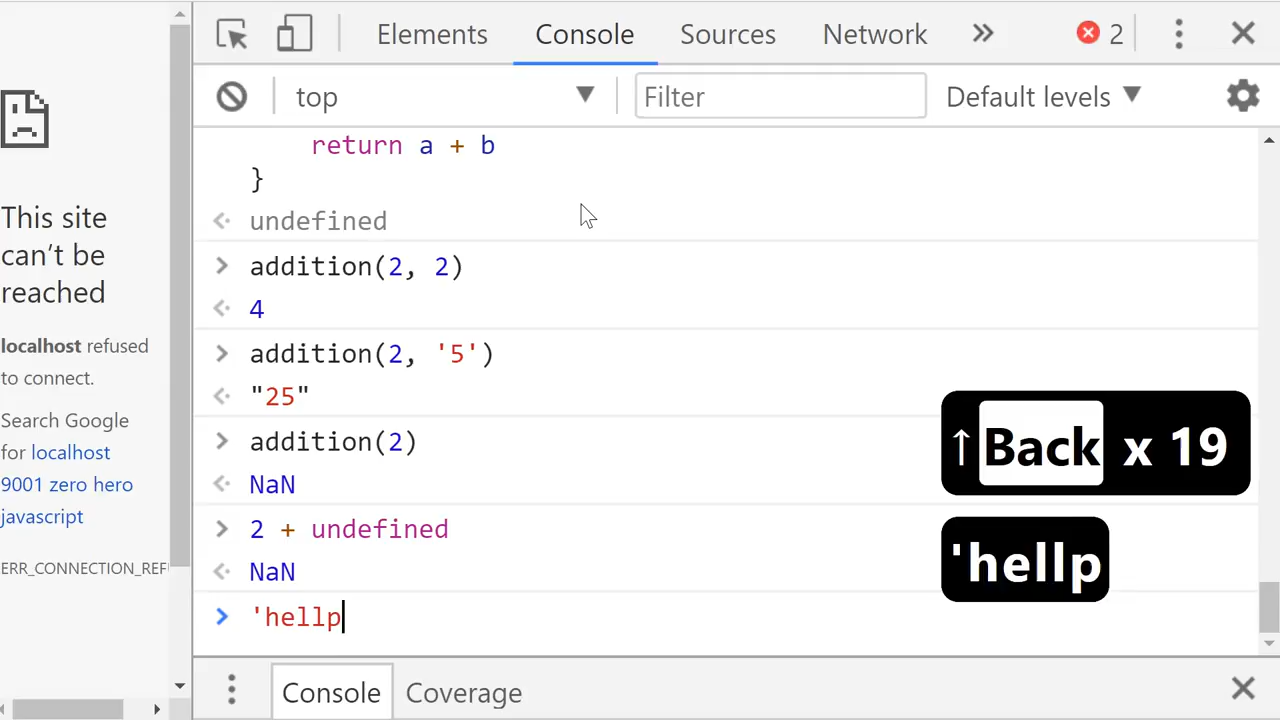 Elements Console Sources Network » 2
top Filter Default levels
return a + b
}
undefined
> addition(2, 2)
4
> addition(2, '5')
"25"
> addition(2)
NaN
> 2 + undefined
NaN
> 'hellp
This site
can’t be
reached
localhost refused
to connect.
Search Google
for localhost
9001 zero hero
javascript
ERR_CONNECTION_REF
↑Back x 19
'hellp
Console Coverage